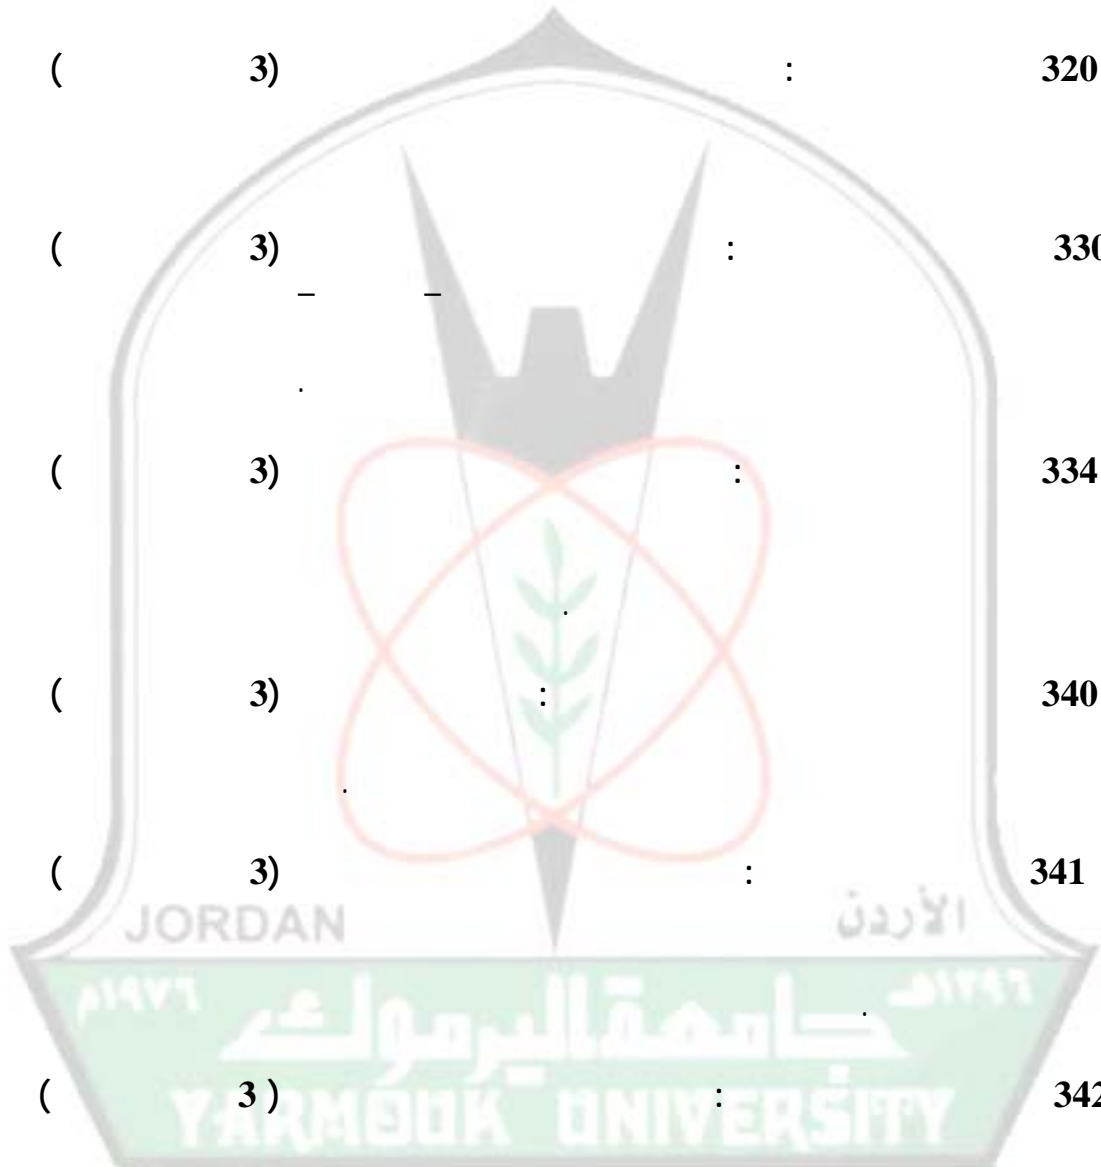 320 : (3 )
330 : (3 )
– –
.
334 : (3 )
.
340 : (3 )
.
341 : (3 )
JORDAN الأردن
١٩٧٦م ١٣٩٦هـ
جامعة اليرموك
.
342 : ( 3 )
YARMOUK UNIVERSITY